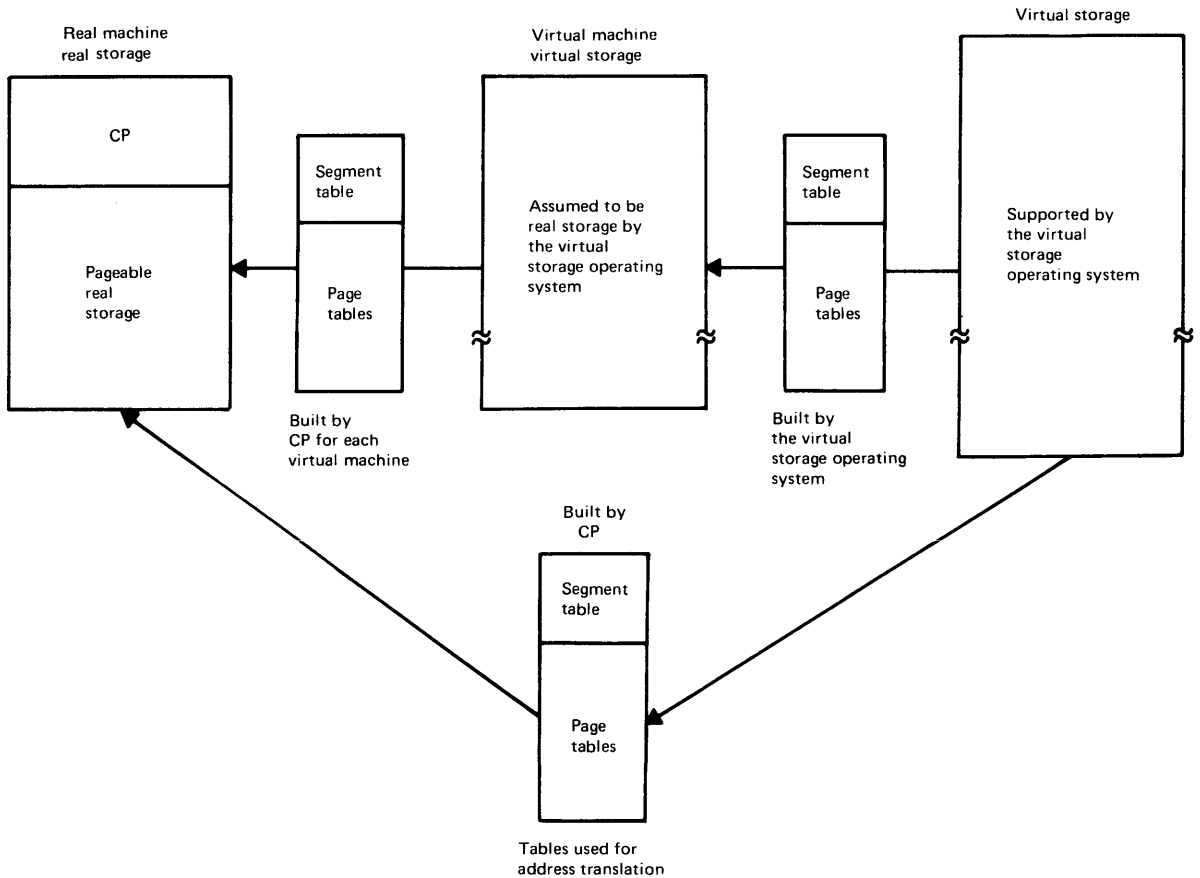 Real machine
real storage
CP
Pageable
real
storage
Segment
table
Page
tables
Built by
CP for each
virtual machine
Virtual machine
virtual storage
Assumed to be
real storage by
the virtual
storage operating
system
Segment
table
Page
tables
Built by
the virtual
storage operating
system
Virtual storage
Supported by
the virtual
storage
operating system
Built by
CP
Segment
table
Page
tables
Tables used for
address translation